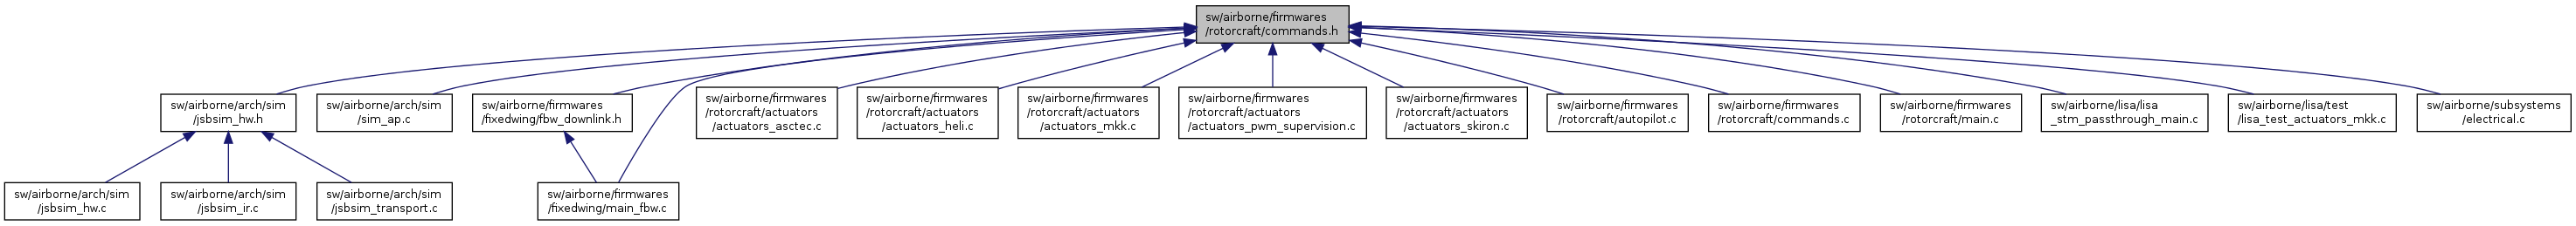 sw/airborne/firmwares
/rotorcraft/commands.h
sw/airborne/arch/sim
/jsbsim_hw.h
sw/airborne/arch/sim
/sim_ap.c
sw/airborne/firmwares
/fixedwing/fbw_downlink.h
sw/airborne/firmwares
/rotorcraft/actuators
/actuators_asctec.c
sw/airborne/firmwares
/rotorcraft/actuators
/actuators_heli.c
sw/airborne/firmwares
/rotorcraft/actuators
/actuators_mkk.c
sw/airborne/firmwares
/rotorcraft/actuators
/actuators_pwm_supervision.c
sw/airborne/firmwares
/rotorcraft/actuators
/actuators_skiron.c
sw/airborne/firmwares
/rotorcraft/autopilot.c
sw/airborne/firmwares
/rotorcraft/commands.c
sw/airborne/firmwares
/rotorcraft/main.c
sw/airborne/lisa/lisa
_stm_passthrough_main.c
sw/airborne/lisa/test
/lisa_test_actuators_mkk.c
sw/airborne/subsystems
/electrical.c
sw/airborne/arch/sim
/jsbsim_hw.c
sw/airborne/arch/sim
/jsbsim_ir.c
sw/airborne/arch/sim
/jsbsim_transport.c
sw/airborne/firmwares
/fixedwing/main_fbw.c